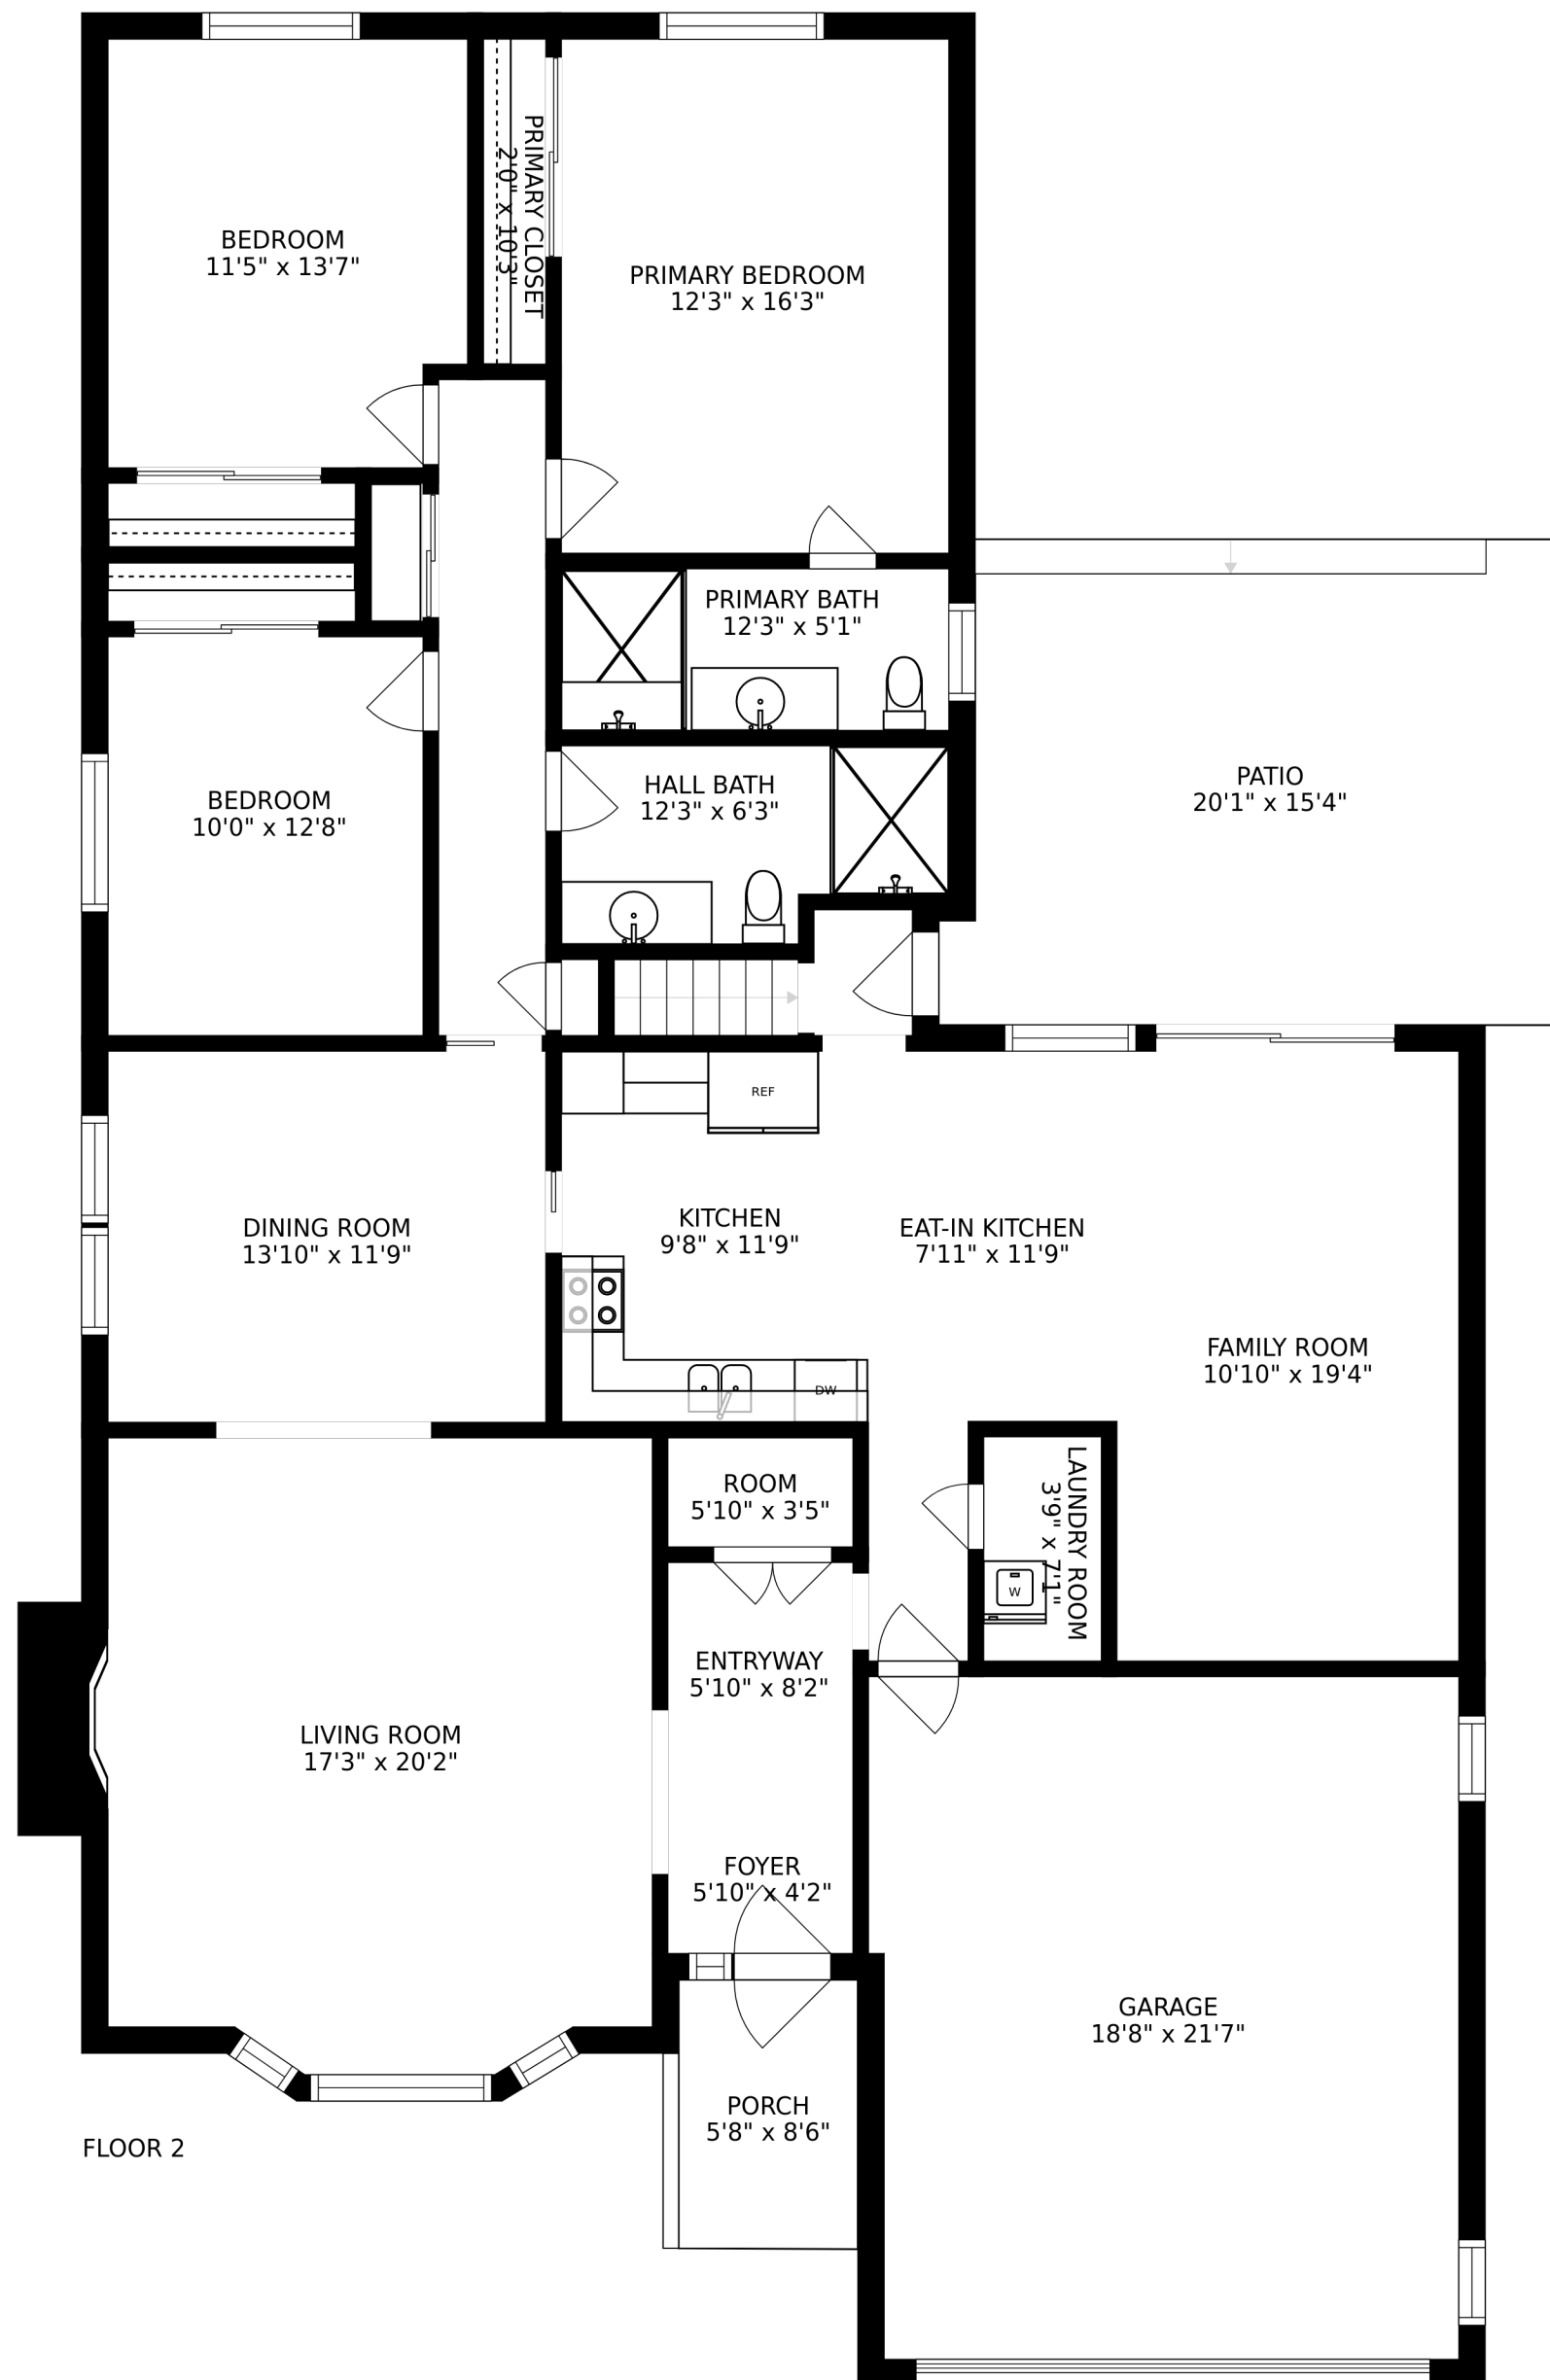 BEDROOM
11'5" x 13'7"
PRIMARY CLOSET
2'0" x 10'3"
PRIMARY BEDROOM
12'3" x 16'3"
PRIMARY BATH
12'3" x 5'1"
HALL BATH
12'3" x 6'3"
PATIO
20'1" x 15'4"
BEDROOM
10'0" x 12'8"
REF
DINING ROOM
13'10" x 11'9"
KITCHEN
9'8" x 11'9"
EAT-IN KITCHEN
7'11" x 11'9"
FAMILY ROOM
10'10" x 19'4"
DW
ROOM
5'10" x 3'5"
LAUNDRY ROOM
3'9" x 7'1"
W
ENTRYWAY
5'10" x 8'2"
LIVING ROOM
17'3" x 20'2"
FOYER
5'10" x 4'2"
GARAGE
18'8" x 21'7"
PORCH
5'8" x 8'6"
FLOOR 2